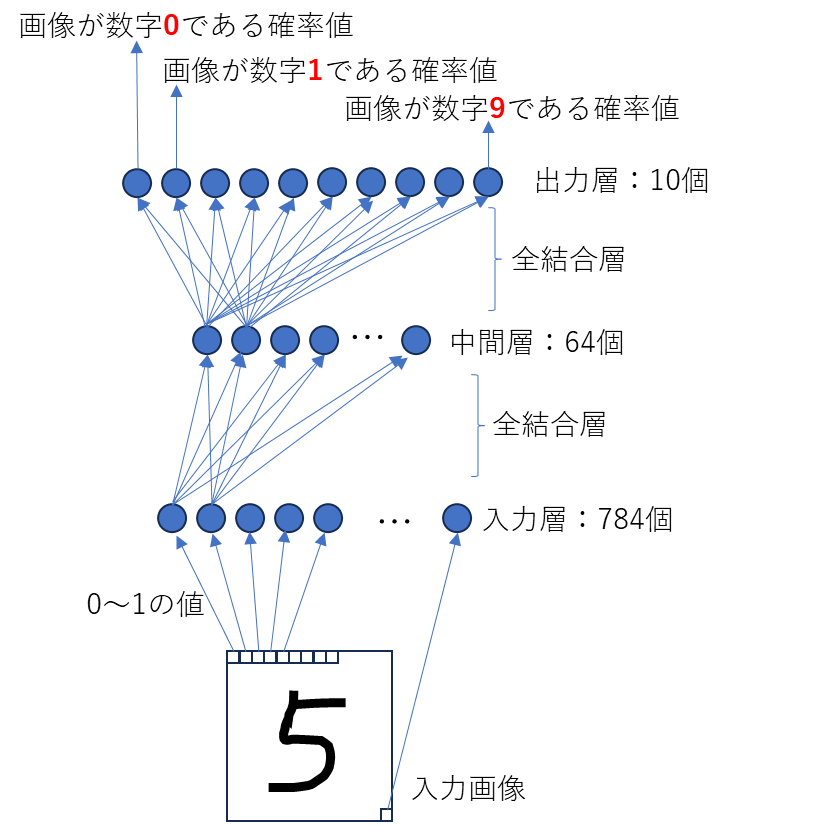 画像が数字0である確率値
画像が数字1である確率値
画像が数字9である確率値
出力層：10個
全結合層
…
中間層：64個
全結合層
…
入力層：784個
0～1の値
5
入力画像